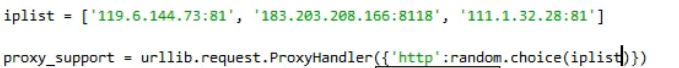 iplist = ['119.6.144.73:81', '183.203.208.166:8118', '111.1.32.28:81']
proxy_support = urllib.request.ProxyHandler({'http':random.choice(iplist)})